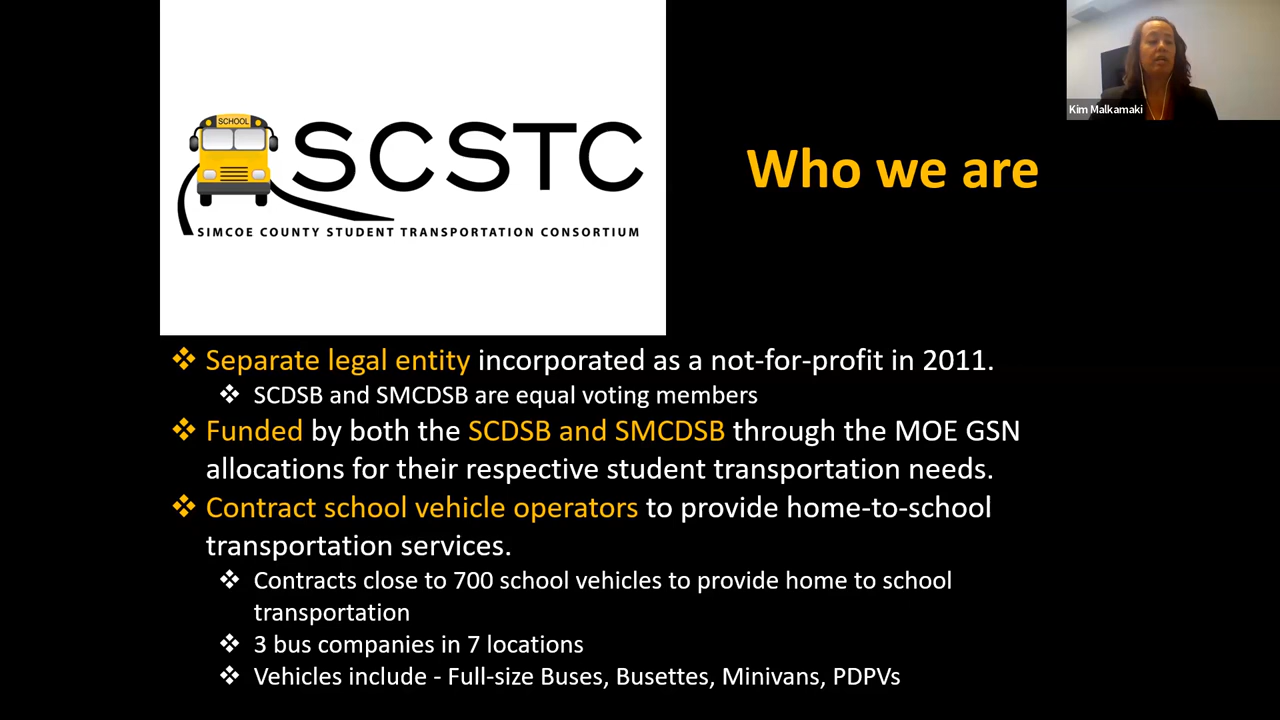 SCHOOL
SCSTC
SIMCOE COUNTY STUDENT TRANSPORTATION CONSORTIUM
Kim Malkamaki
Who we are
❖ Separate legal entity incorporated as a not-for-profit in 2011.
❖ SCDSB and SMCDSB are equal voting members
❖ Funded by both the SCDSB and SMCDSB through the MOE GSN
allocations for their respective student transportation needs.
❖ Contract school vehicle operators to provide home-to-school
transportation services.
❖ Contracts close to 700 school vehicles to provide home to school
transportation
❖ 3 bus companies in 7 locations
❖ Vehicles include - Full-size Buses, Busettes, Minivans, PDPVs